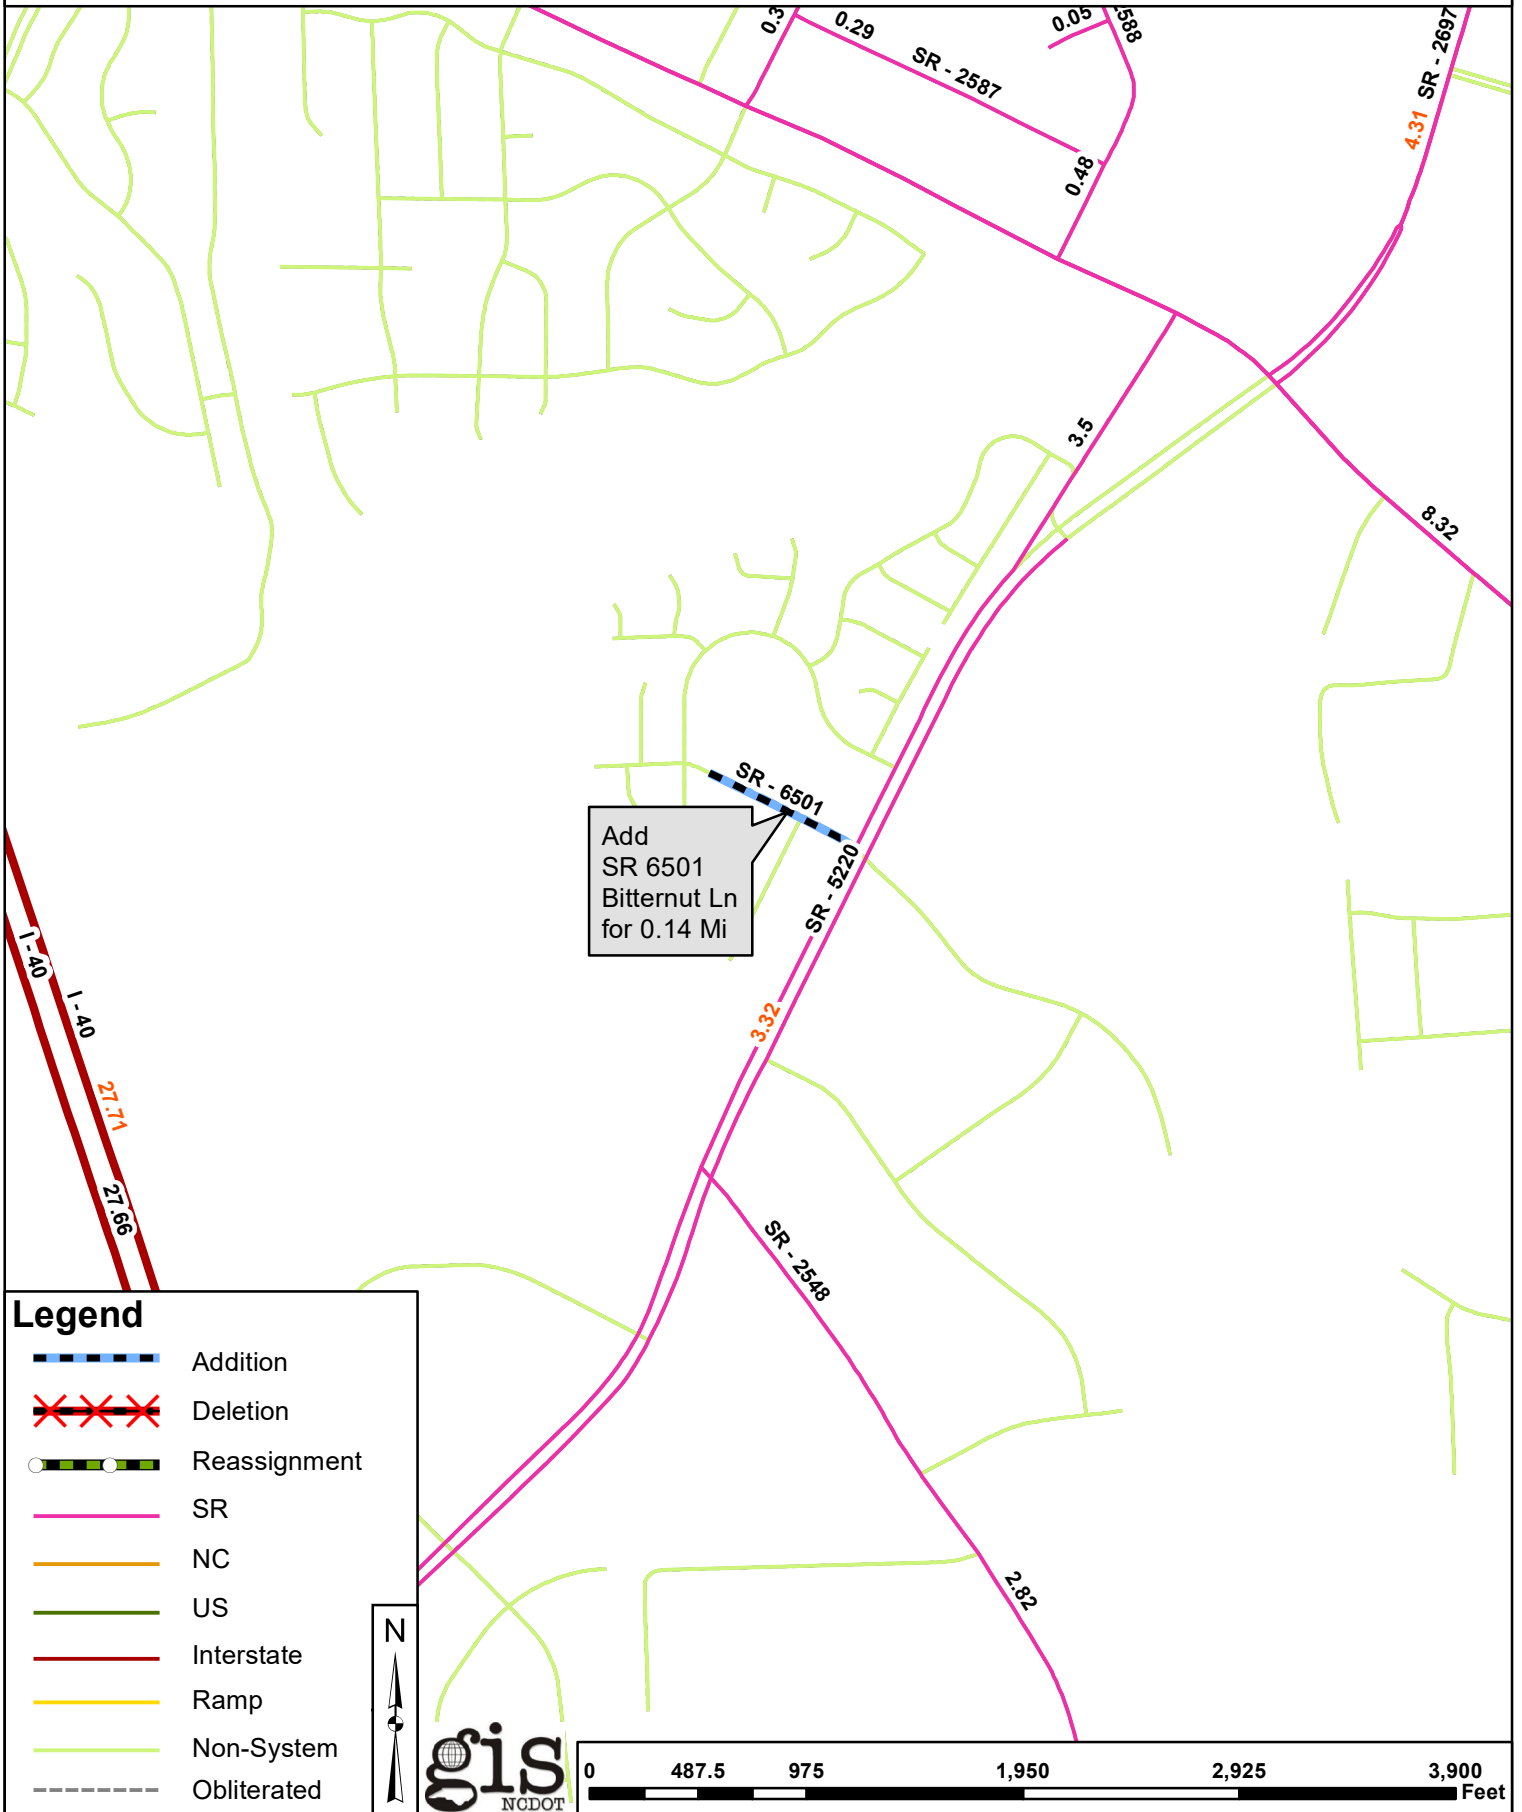 0.3
0.29
SR - 2587
0.05
588
SR - 2697
4.31
0.48
3.5
8.32
SR - 6501
Add
SR 6501
Bitternut Ln
for 0.14 Mi
SR - 5220
3.32
I - 40
I - 40
27.71
27.66
SR - 2548
2.82
Legend
Addition
Deletion
Reassignment
SR
NC
US
Interstate
Ramp
Non-System
Obliterated
N
gis
NCDOT
0 487.5 975 1,950 2,925 3,900
Feet